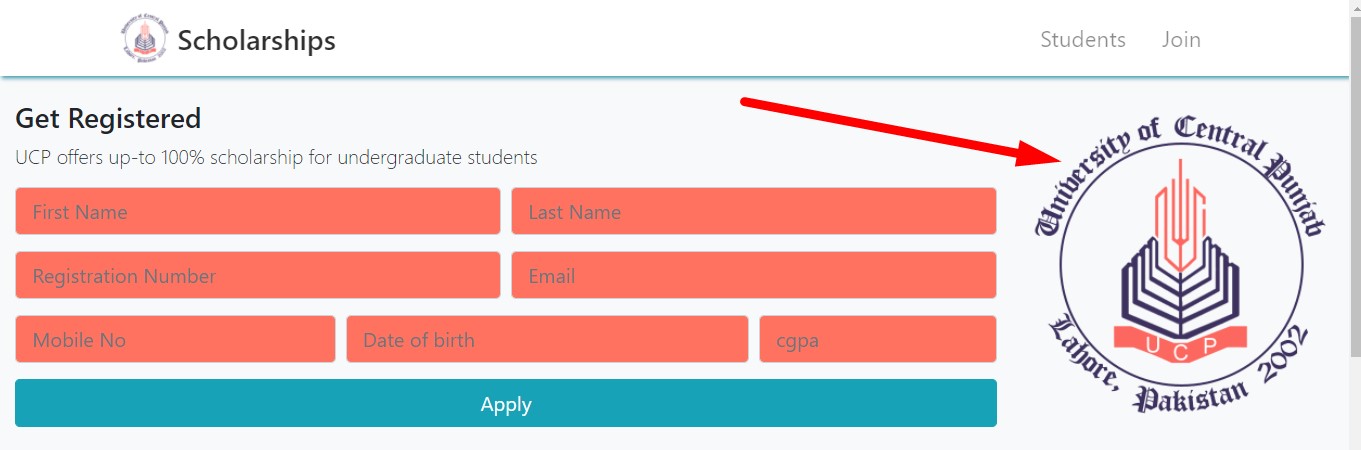 Scholarships
Students
Join
Get Registered
UCP offers up-to 100% scholarship for undergraduate students
First Name
Last Name
Registration Number
Email
Mobile No
Date of birth
cgpa
Apply
University of Central Punjab
UCP
Lahore, Pakistan 2002